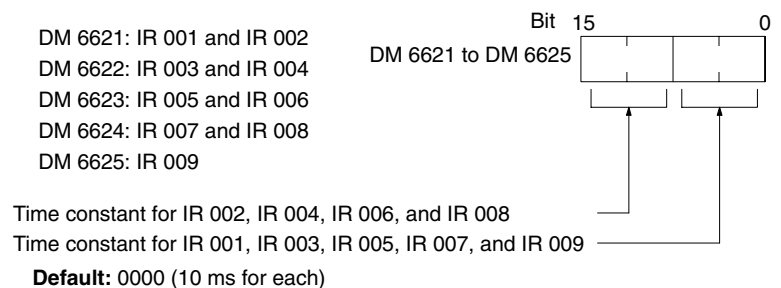 DM 6621: IR 001 and IR 002
DM 6622: IR 003 and IR 004
DM 6623: IR 005 and IR 006
DM 6624: IR 007 and IR 008
DM 6625: IR 009
Bit 15 0
DM 6621 to DM 6625
Time constant for IR 002, IR 004, IR 006, and IR 008
Time constant for IR 001, IR 003, IR 005, IR 007, and IR 009
Default: 0000 (10 ms for each)